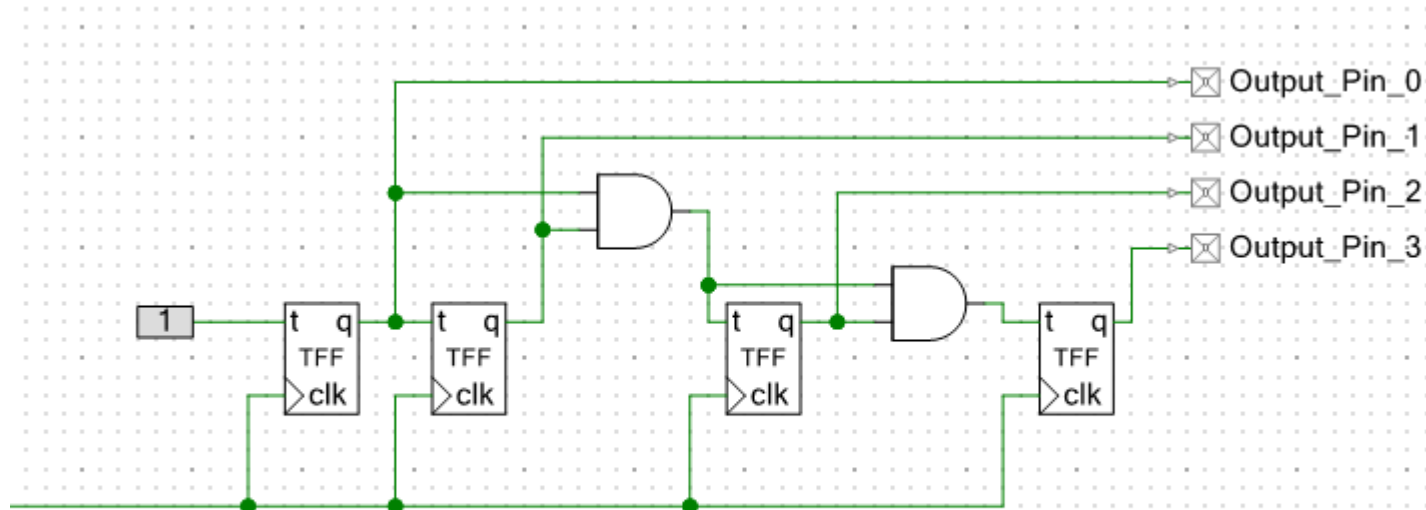 Output_Pin_0
Output_Pin_1
Output_Pin_2
Output_Pin_3
1
t q
TFF
clk
t q
TFF
clk
t q
TFF
clk
t q
TFF
clk